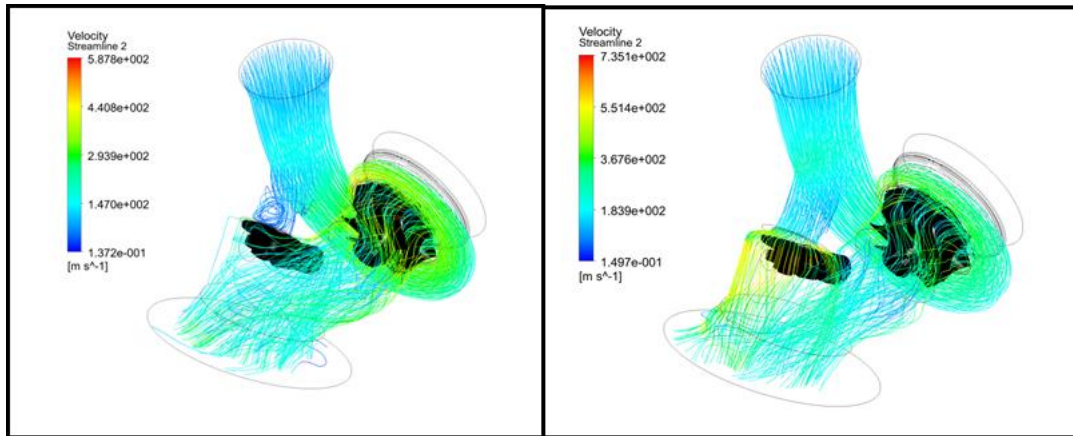 Velocity
Streamline 2
5.878e+002
4.408e+002
2.939e+002
1.470e+002
1.372e-001
[m s^-1]
Velocity
Streamline 2
7.351e+002
5.514e+002
3.676e+002
1.839e+002
1.497e-001
[m s^-1]